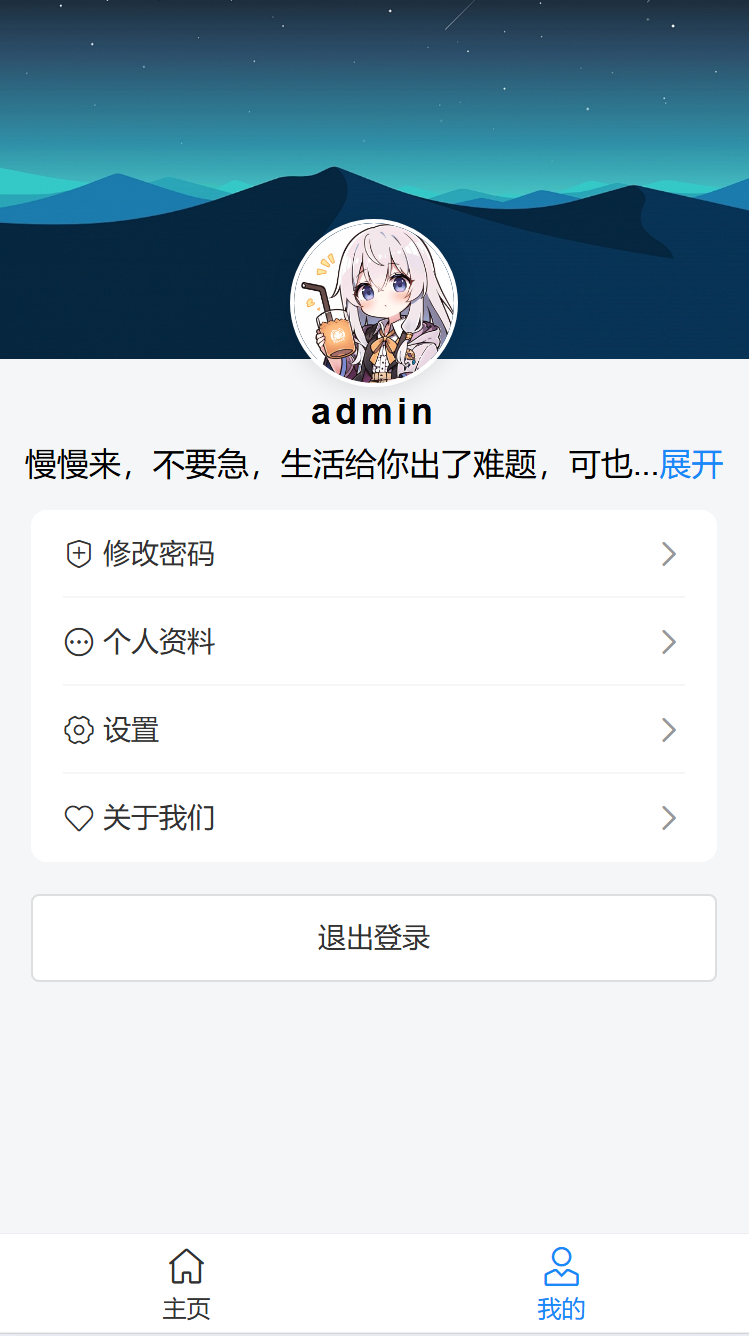 admin
慢慢来，不要急，生活给你出了难题，可也...展开
修改密码
个人资料
设置
关于我们
退出登录
主页
我的